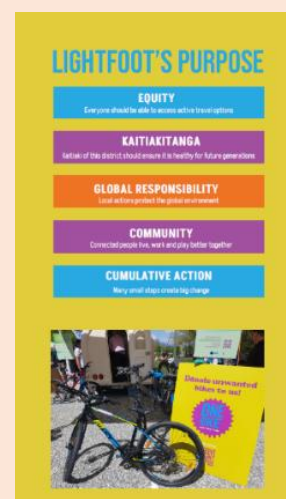 LIGHTFOOT'S PURPOSE
EQUITY
Everyone should be able to access active travel options
KAITIAKITANGA
Kaitiaki of this district should ensure it is healthy for future generations
GLOBAL RESPONSIBILITY
Local actions protect the global environment
COMMUNITY
Connected people live, work and play better together
CUMULATIVE ACTION
Many small steps create big change
Donate unwanted
bikes to us!